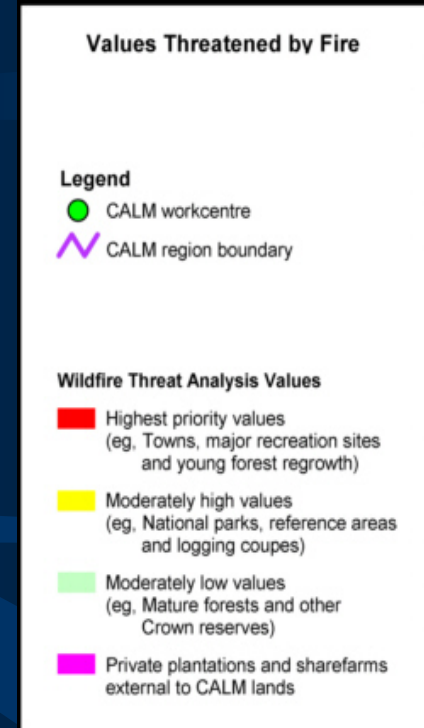 Values Threatened by Fire
Legend
CALM workcentre
CALM region boundary
Wildfire Threat Analysis Values
Highest priority values
(eg, Towns, major recreation sites
and young forest regrowth)
Moderately high values
(eg, National parks, reference areas
and logging coupes)
Moderately low values
(eg, Mature forests and other
Crown reserves)
Private plantations and sharefarms
external to CALM lands